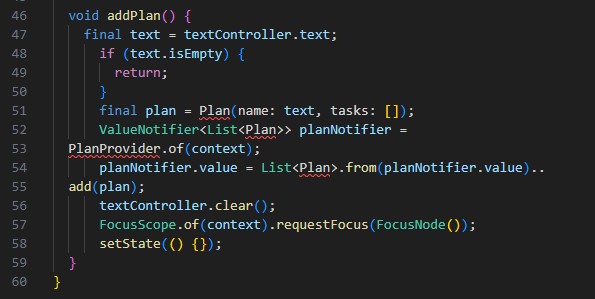 46 void addPlan() {
47 final text = textController.text;
48 if (text.isEmpty) {
49 return;
50 }
51 final plan = Plan(name: text, tasks: []);
52 ValueNotifier<List<Plan>> planNotifier =
53 PlanProvider.of(context);
54 planNotifier.value = List<Plan>.from(planNotifier.value)..
55 add(plan);
56 textController.clear();
57 FocusScope.of(context).requestFocus(FocusNode());
58 setState(() {});
59 }
60 }